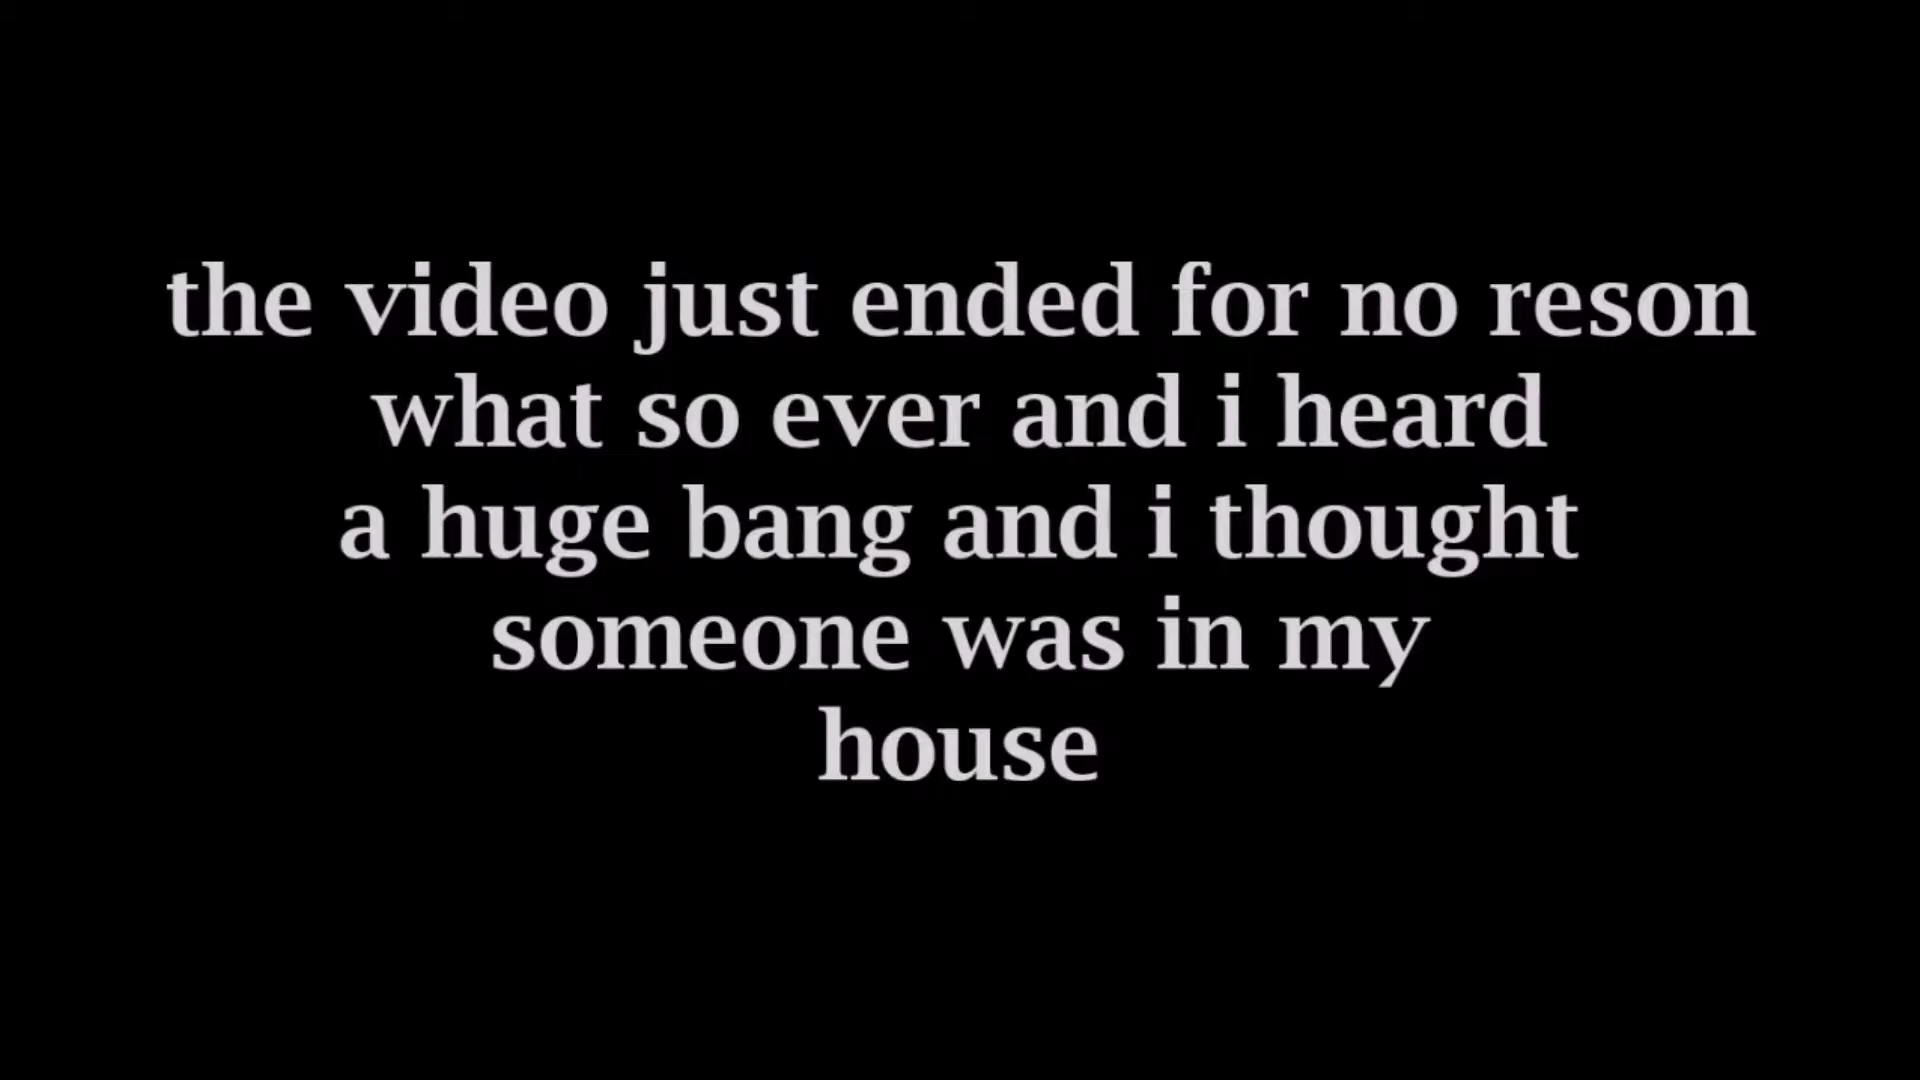 the video just ended for no reson
what so ever and i heard
a huge bang and i thought
someone was in my
house